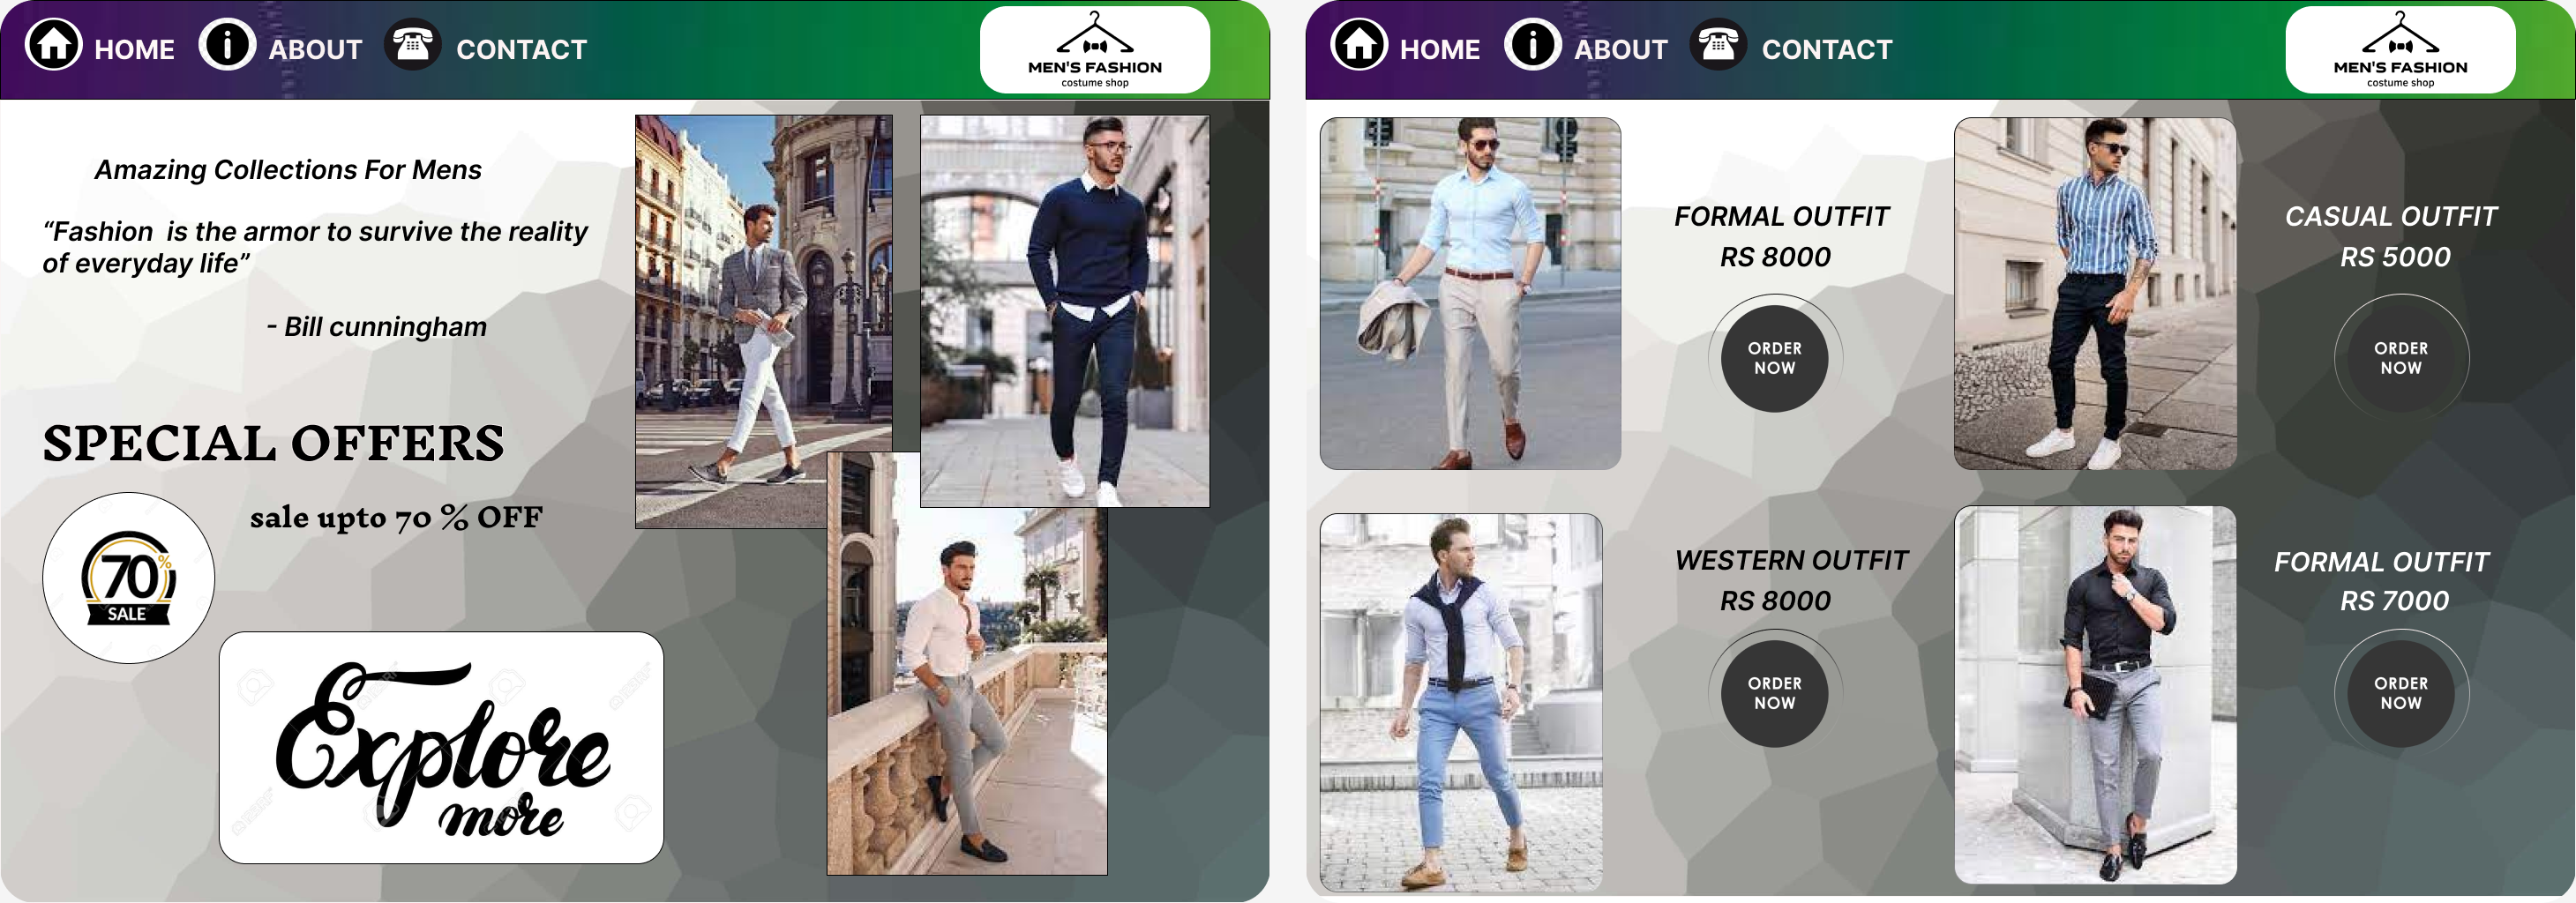 HOME ABOUT CONTACT
MEN'S FASHION
costume shop
Amazing Collections For Mens
“Fashion is the armor to survive the reality
of everyday life”
- Bill cunningham
SPECIAL OFFERS
sale upto 70 % OFF
70%
SALE
Explore
more
HOME ABOUT CONTACT
MEN'S FASHION
costume shop
FORMAL OUTFIT
RS 8000
ORDER
NOW
CASUAL OUTFIT
RS 5000
ORDER
NOW
WESTERN OUTFIT
RS 8000
ORDER
NOW
FORMAL OUTFIT
RS 7000
ORDER
NOW